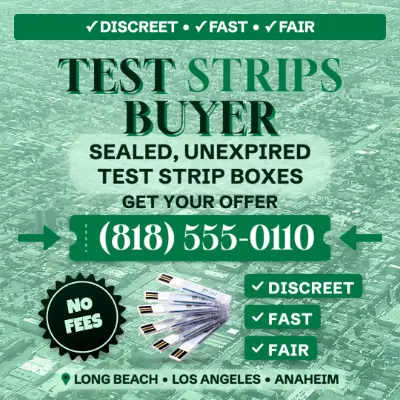 ✓DISCREET • ✓FAST • ✓FAIR
TEST STRIPS
BUYER
SEALED, UNEXPIRED
TEST STRIP BOXES
GET YOUR OFFER
(818) 555-0110
NO
FEES
✓ DISCREET
✓ FAST
✓ FAIR
LONG BEACH • LOS ANGELES • ANAHEIM